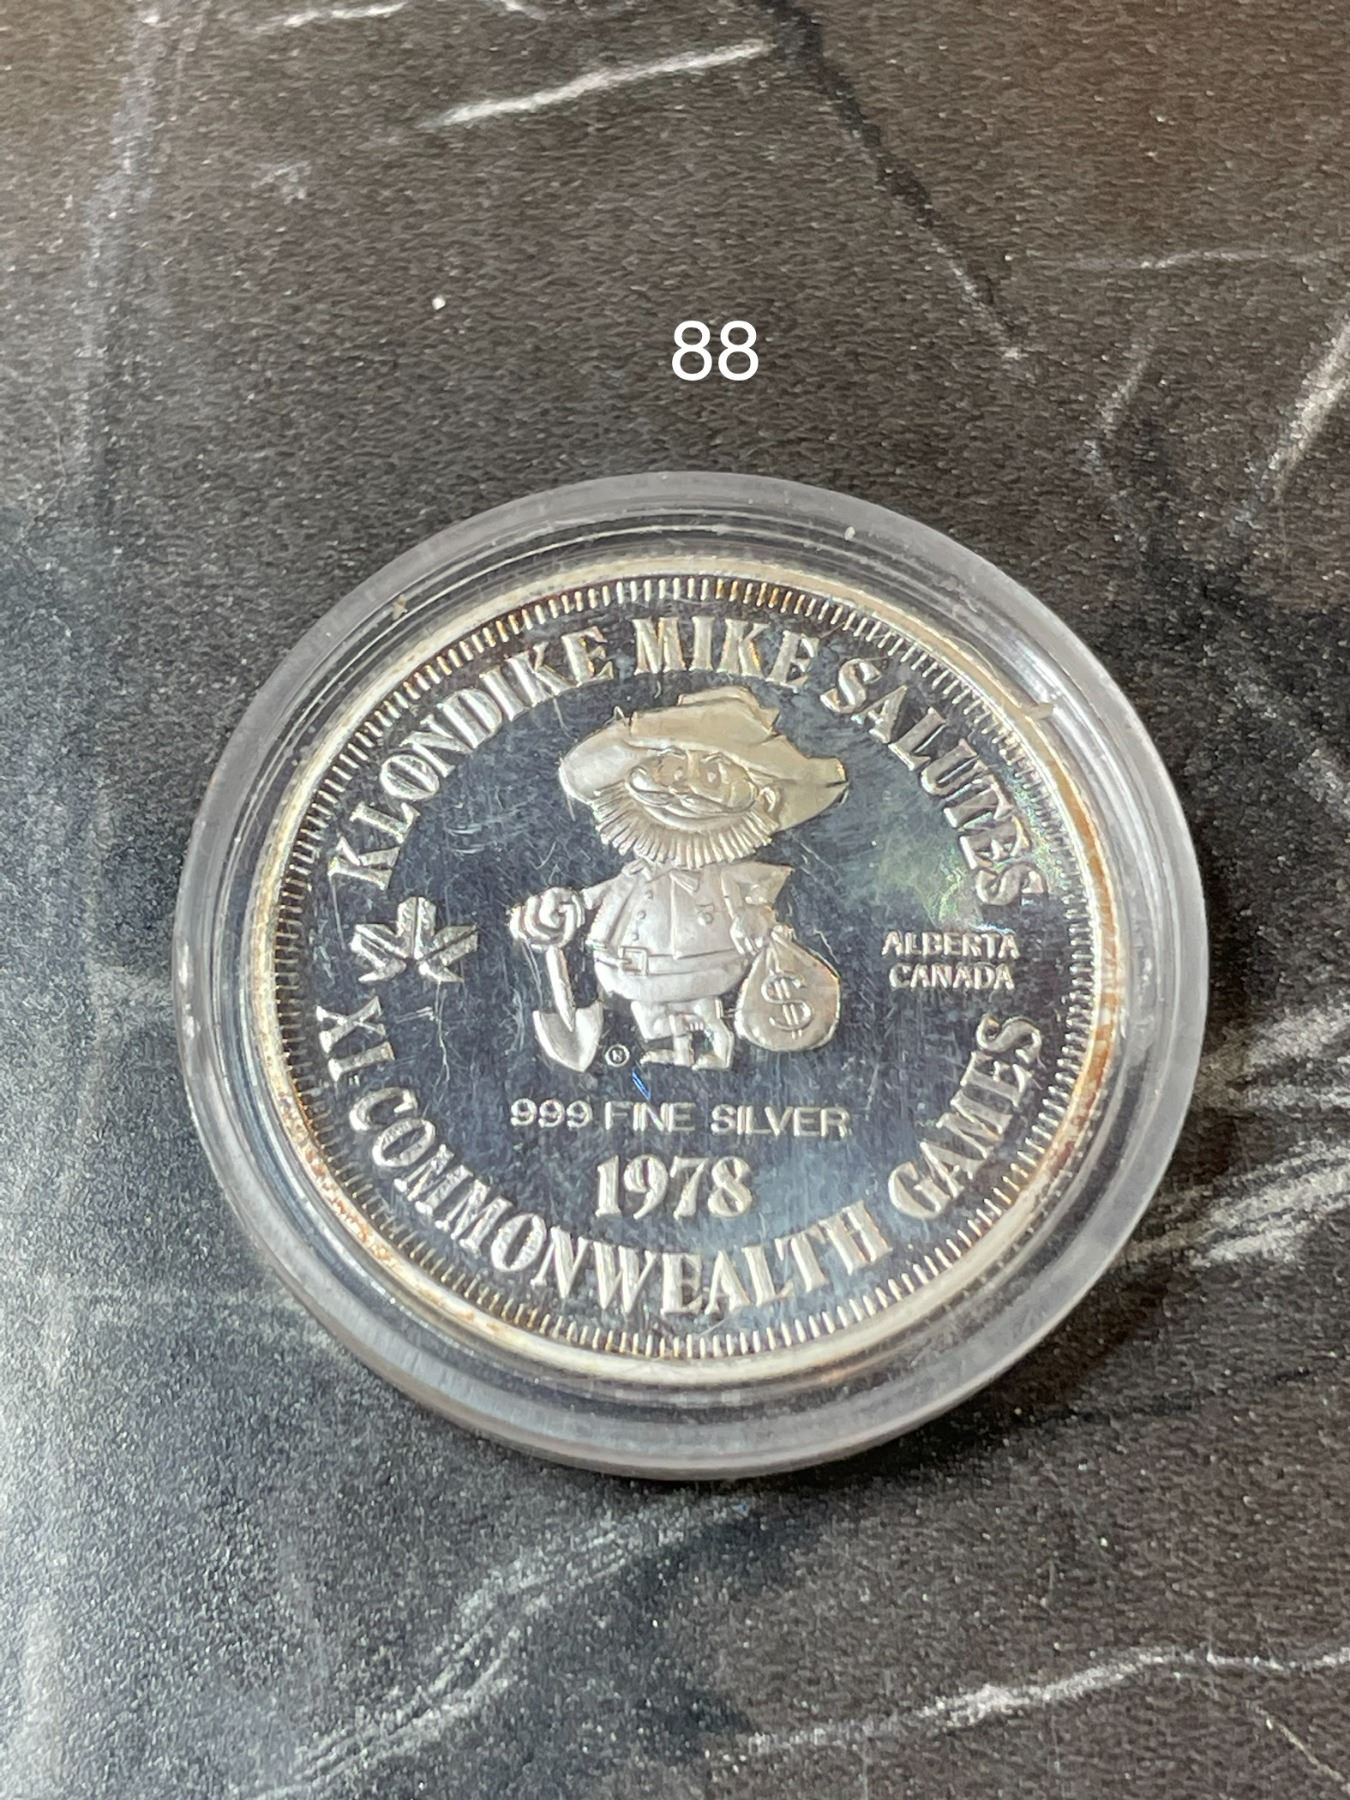 88
KLONDIKE MIKE SALUTES
ALBERTA
CANADA
$
999 FINE SILVER
1978
XI COMMONWEALTH GAMES